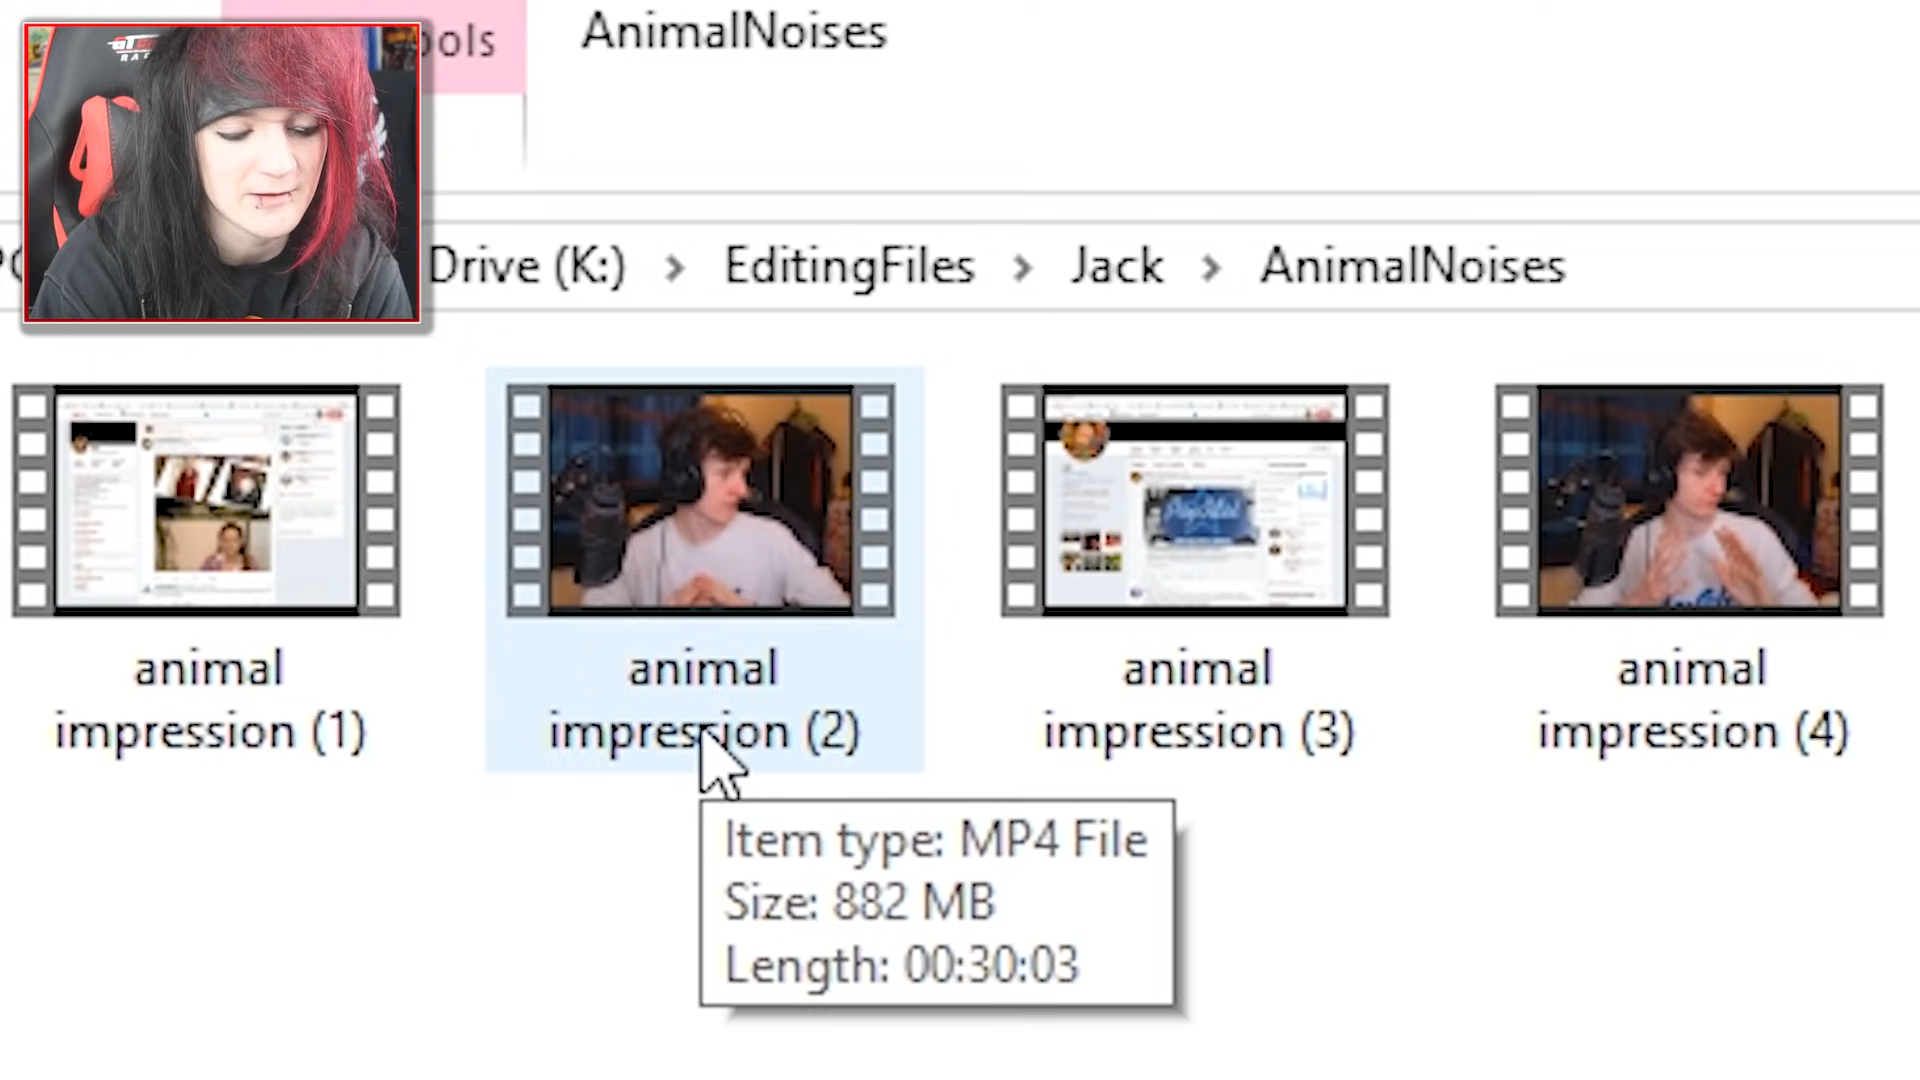 ools
AnimalNoises
Drive (K:) > EditingFiles > Jack > AnimalNoises
animal
impression (1)
animal
impression (2)
animal
impression (3)
animal
impression (4)
Item type: MP4 File
Size: 882 MB
Length: 00:30:03